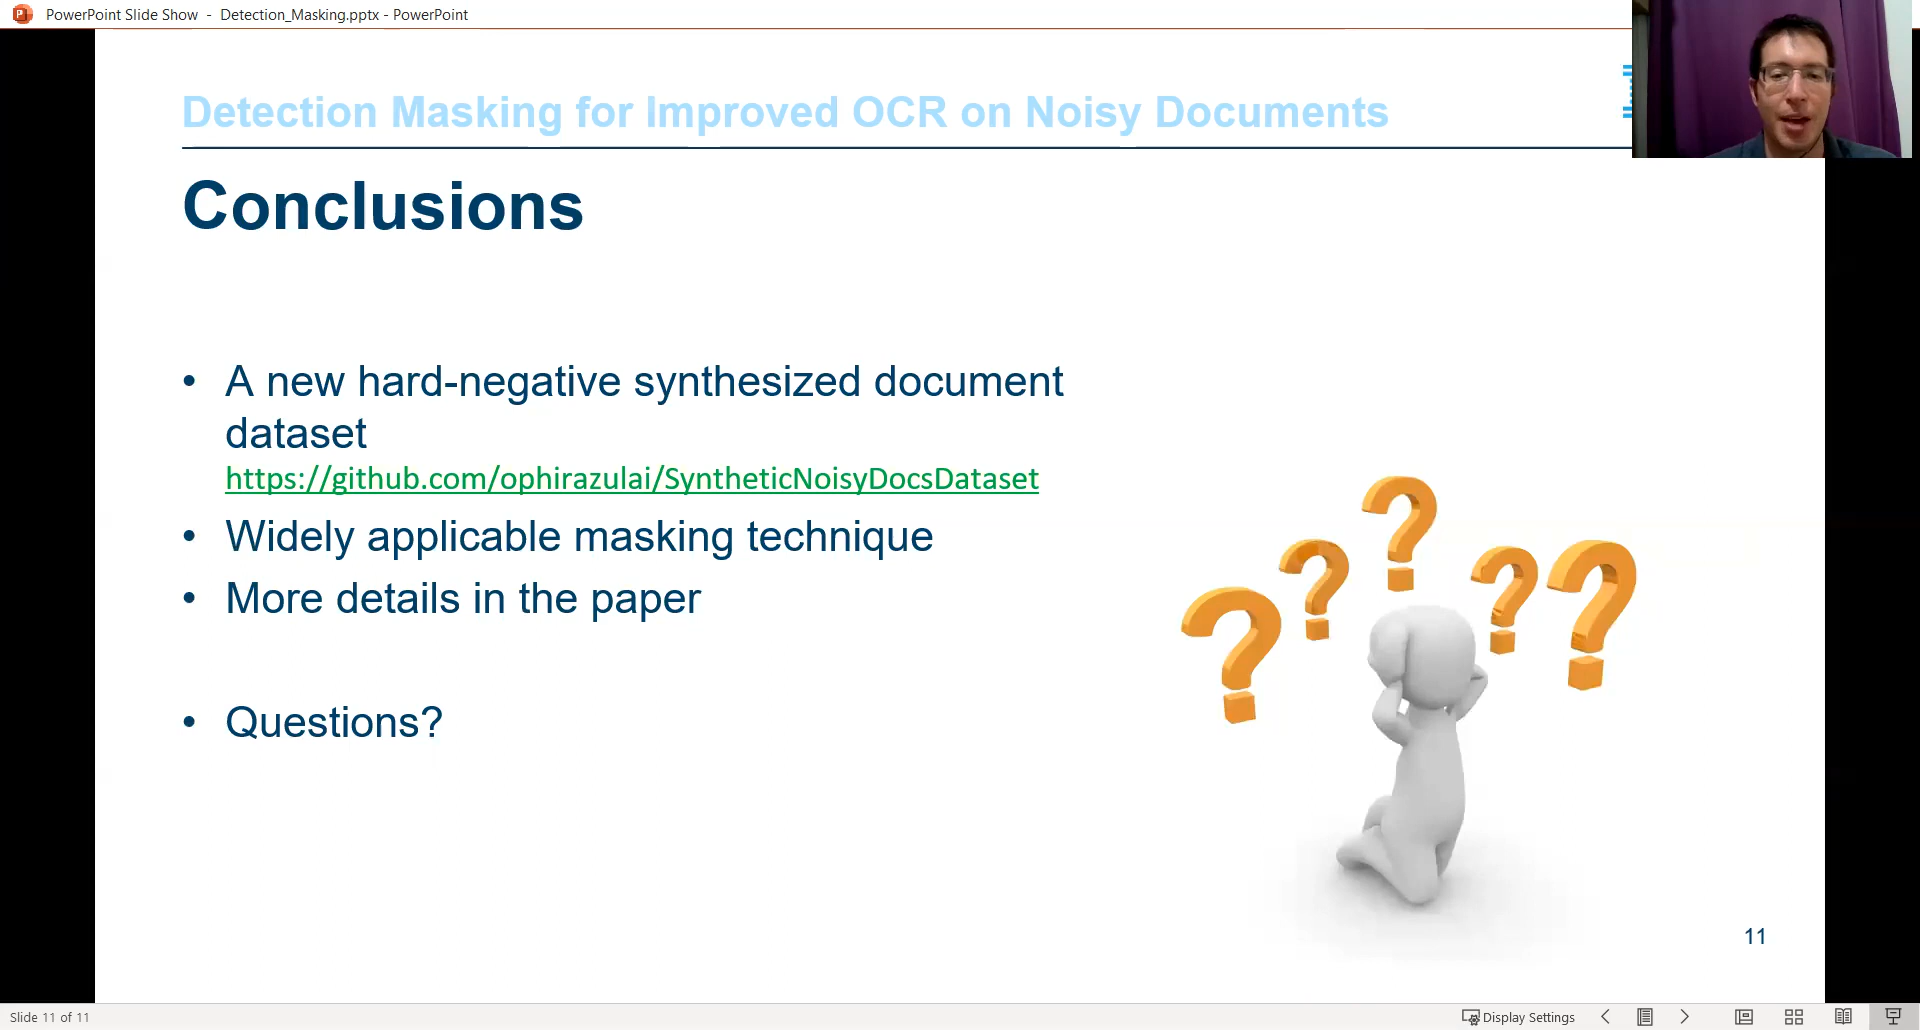 PowerPoint Slide Show - Detection_Masking.pptx - PowerPoint
Detection Masking for Improved OCR on Noisy Documents
Conclusions
• A new hard-negative synthesized document
dataset
https://github.com/ophirazulai/SyntheticNoisyDocsDataset
• Widely applicable masking technique
• More details in the paper
• Questions?
? ? ? ? ?
11
Slide 11 of 11
Display Settings